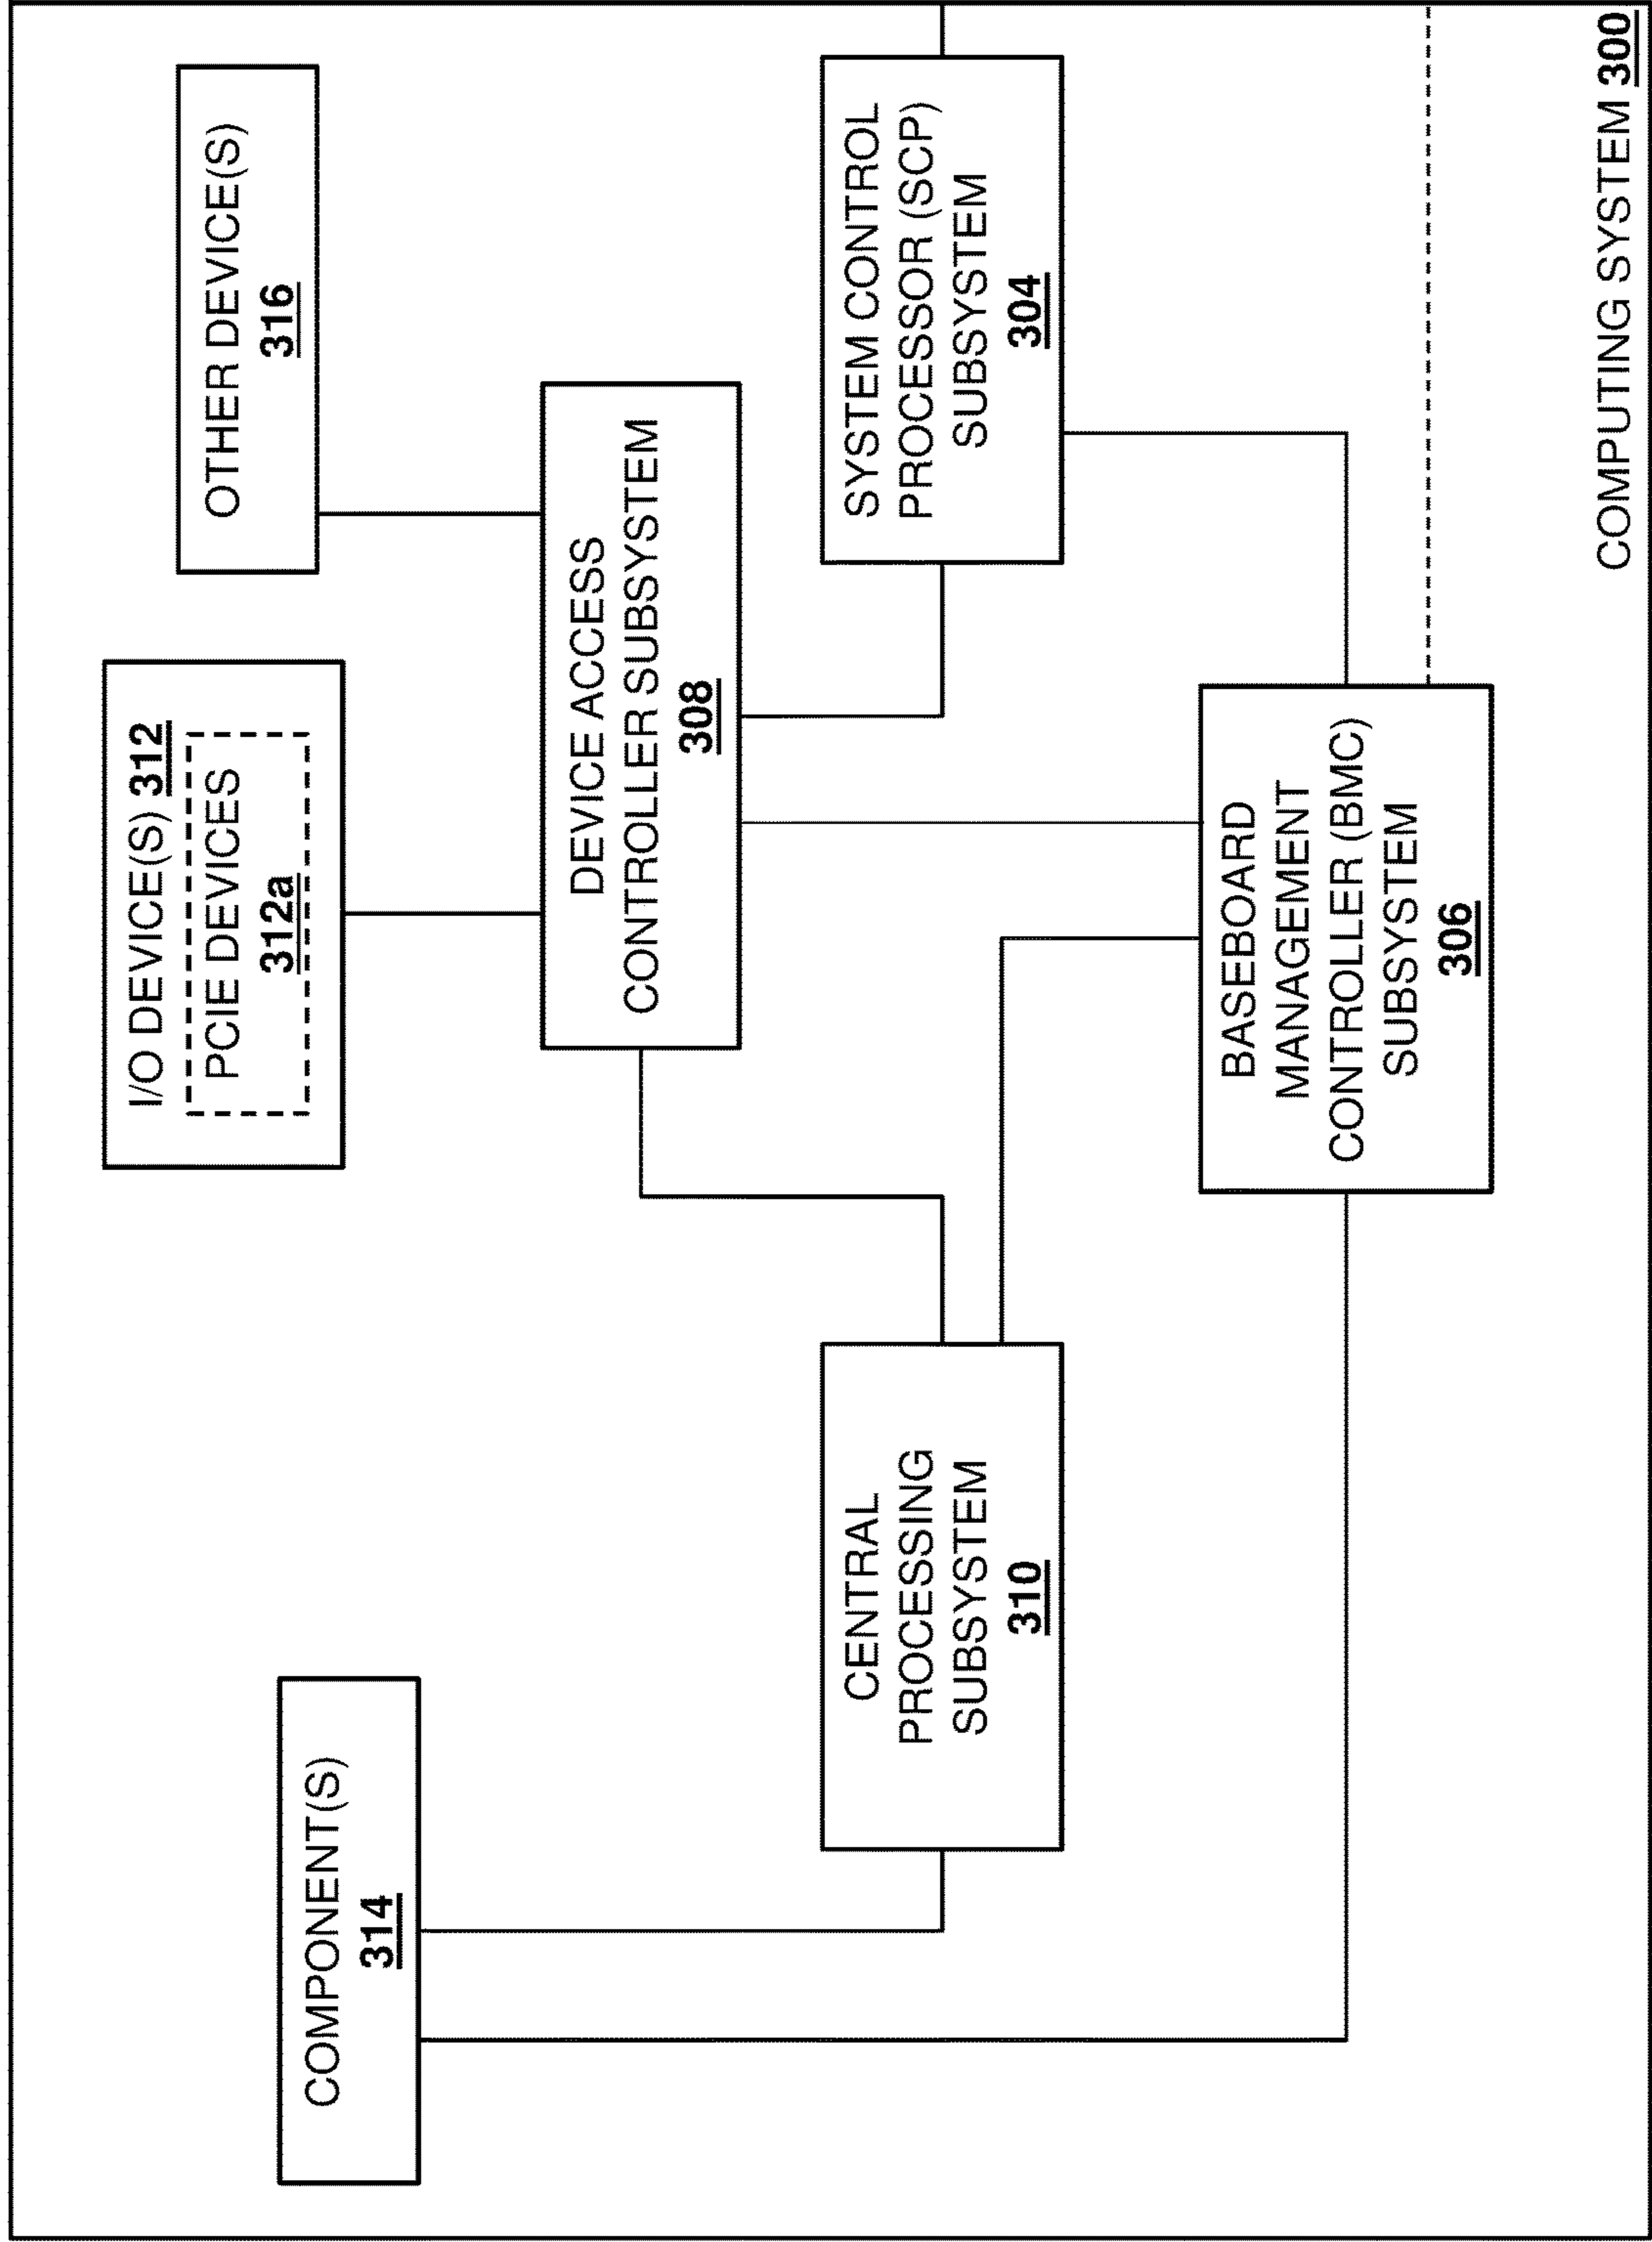 COMPONENT(S)
314
I/O DEVICE(S) 312
PCIE DEVICES
312a
OTHER DEVICE(S)
316
DEVICE ACCESS
CONTROLLER SUBSYSTEM
308
CENTRAL
PROCESSING
SUBSYSTEM
310
SYSTEM CONTROL
PROCESSOR (SCP)
SUBSYSTEM
304
BASEBOARD
MANAGEMENT
CONTROLLER (BMC)
SUBSYSTEM
306
COMPUTING SYSTEM 300